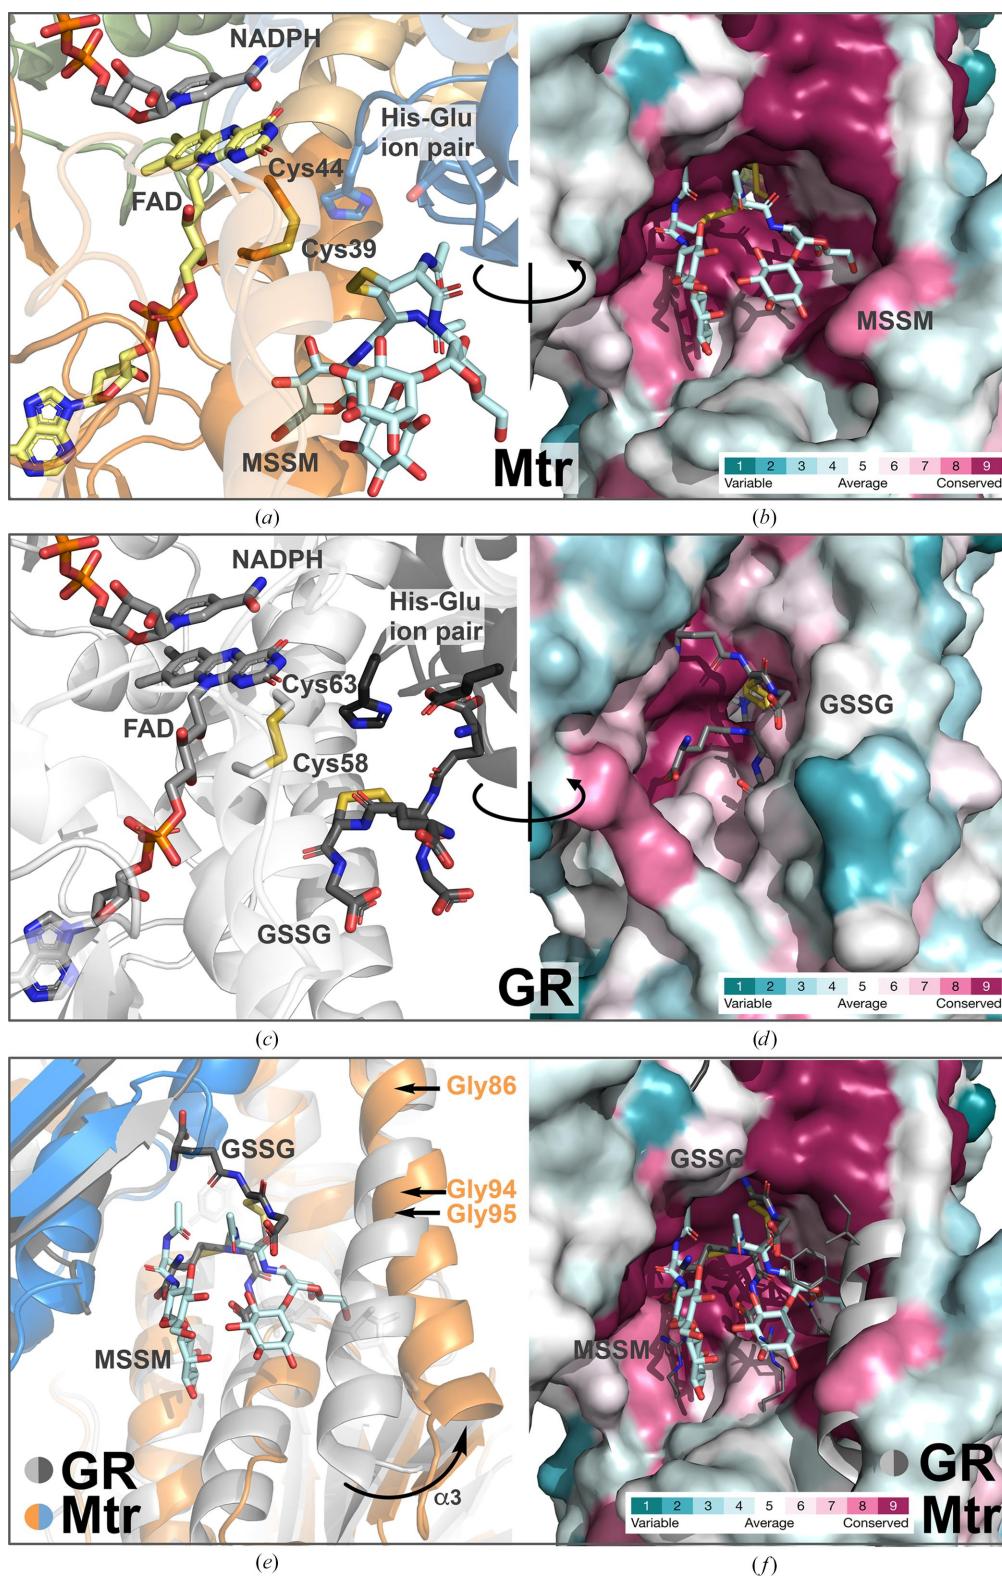 NADPH
His-Glu
ion pair
Cys44
FAD
Cys39
MSSM
Mtr
MSSM
1 2 3 4 5 6 7 8 9
Variable Average Conserved
(a)
(b)
NADPH
His-Glu
ion pair
Cys63
FAD
Cys58
GSSG
GR
GSSG
1 2 3 4 5 6 7 8 9
Variable Average Conserved
(c)
(d)
Gly86
GSSG
Gly94
Gly95
MSSM
GR
Mtr
α3
GSSG
MSSM
GR
Mtr
1 2 3 4 5 6 7 8 9
Variable Average Conserved
(e)
(f)